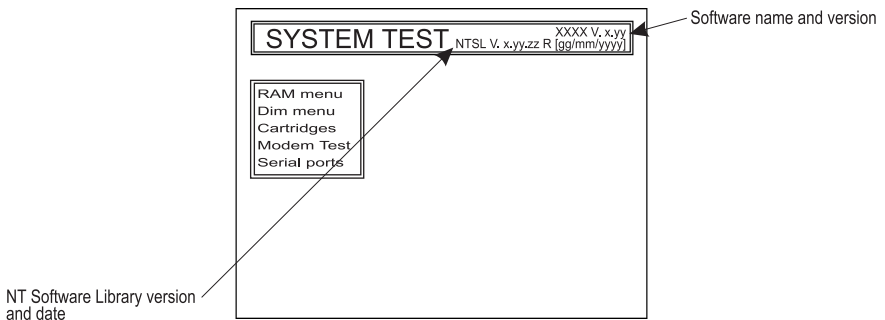 Software name and version
SYSTEM TEST
XXXX V. x.yy
NTSL V. x.yy.zz R [gg/mm/yyyy]
RAM menu
Dim menu
Cartridges
Modem Test
Serial ports
NT Software Library version
and date